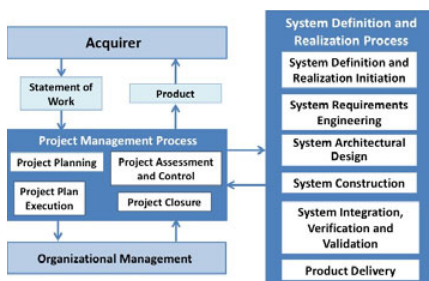 Acquirer
Statement of
Work
Product
Project Management Process
Project Planning
Project Assessment
and Control
Project Plan
Execution
Project Closure
Organizational Management
System Definition and
Realization Process
System Definition and
Realization Initiation
System Requirements
Engineering
System Architectural
Design
System Construction
System Integration,
Verification and
Validation
Product Delivery